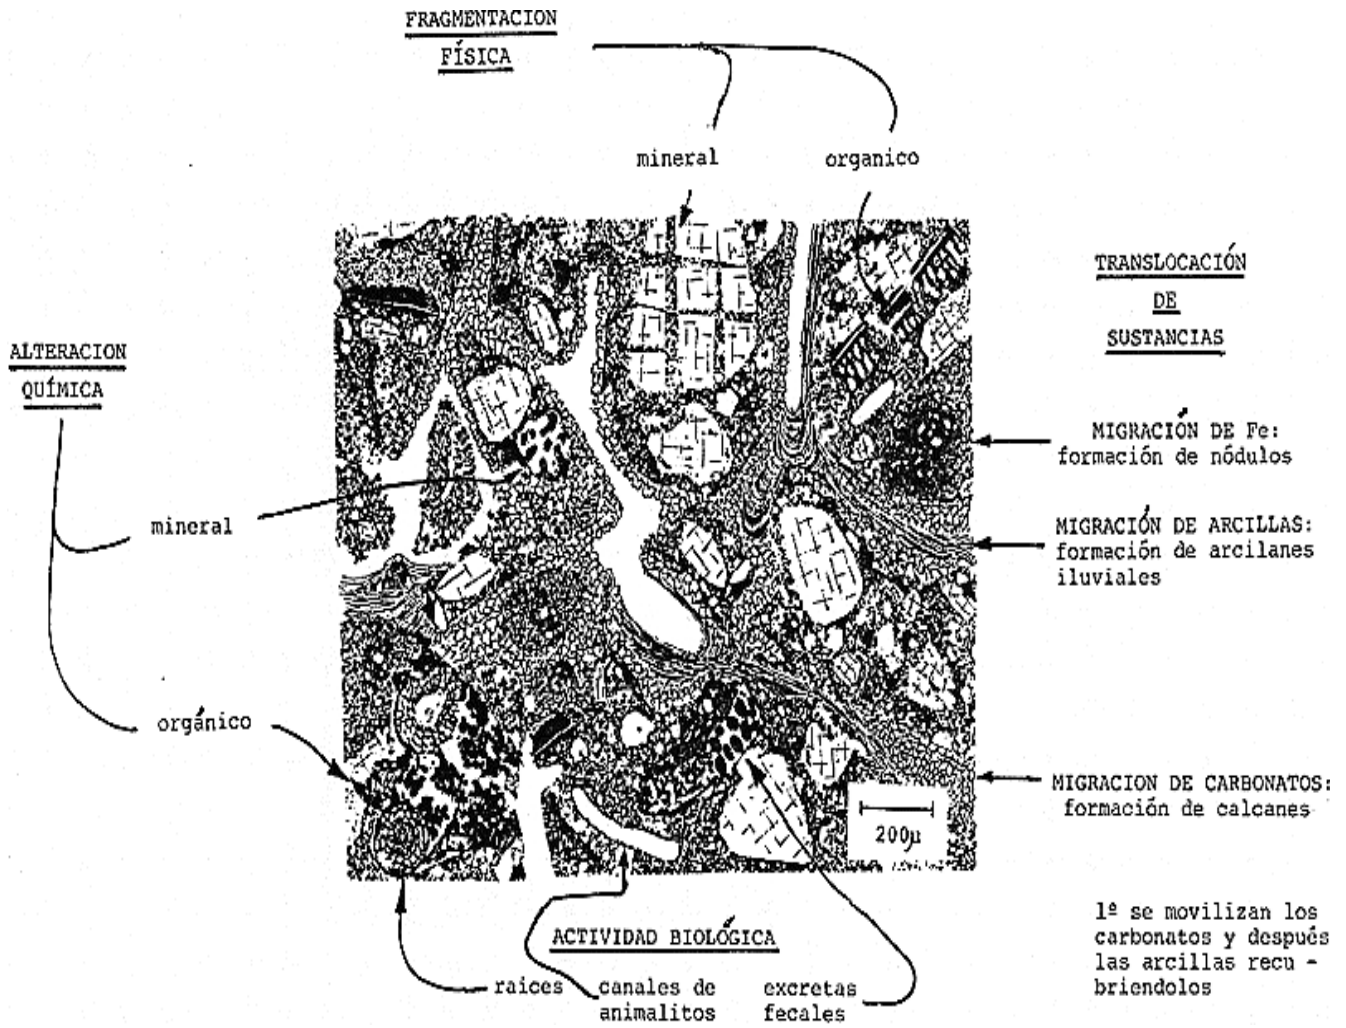 FRAGMENTACION
FÍSICA
mineral
organico
TRANSLOCACIÓN
DE
SUSTANCIAS
ALTERACION
QUÍMICA
MIGRACIÓN DE Fe:
formación de nódulos
mineral
MIGRACIÓN DE ARCILLAS:
formación de arcilanes
iluviales
orgánico
MIGRACION DE CARBONATOS:
formación de calcanes
200µ
1º se movilizan los
carbonatos y después
las arcillas recu -
briendolos
ACTIVIDAD BIOLÓGICA
raices
canales de
animalitos
excretas
fecales